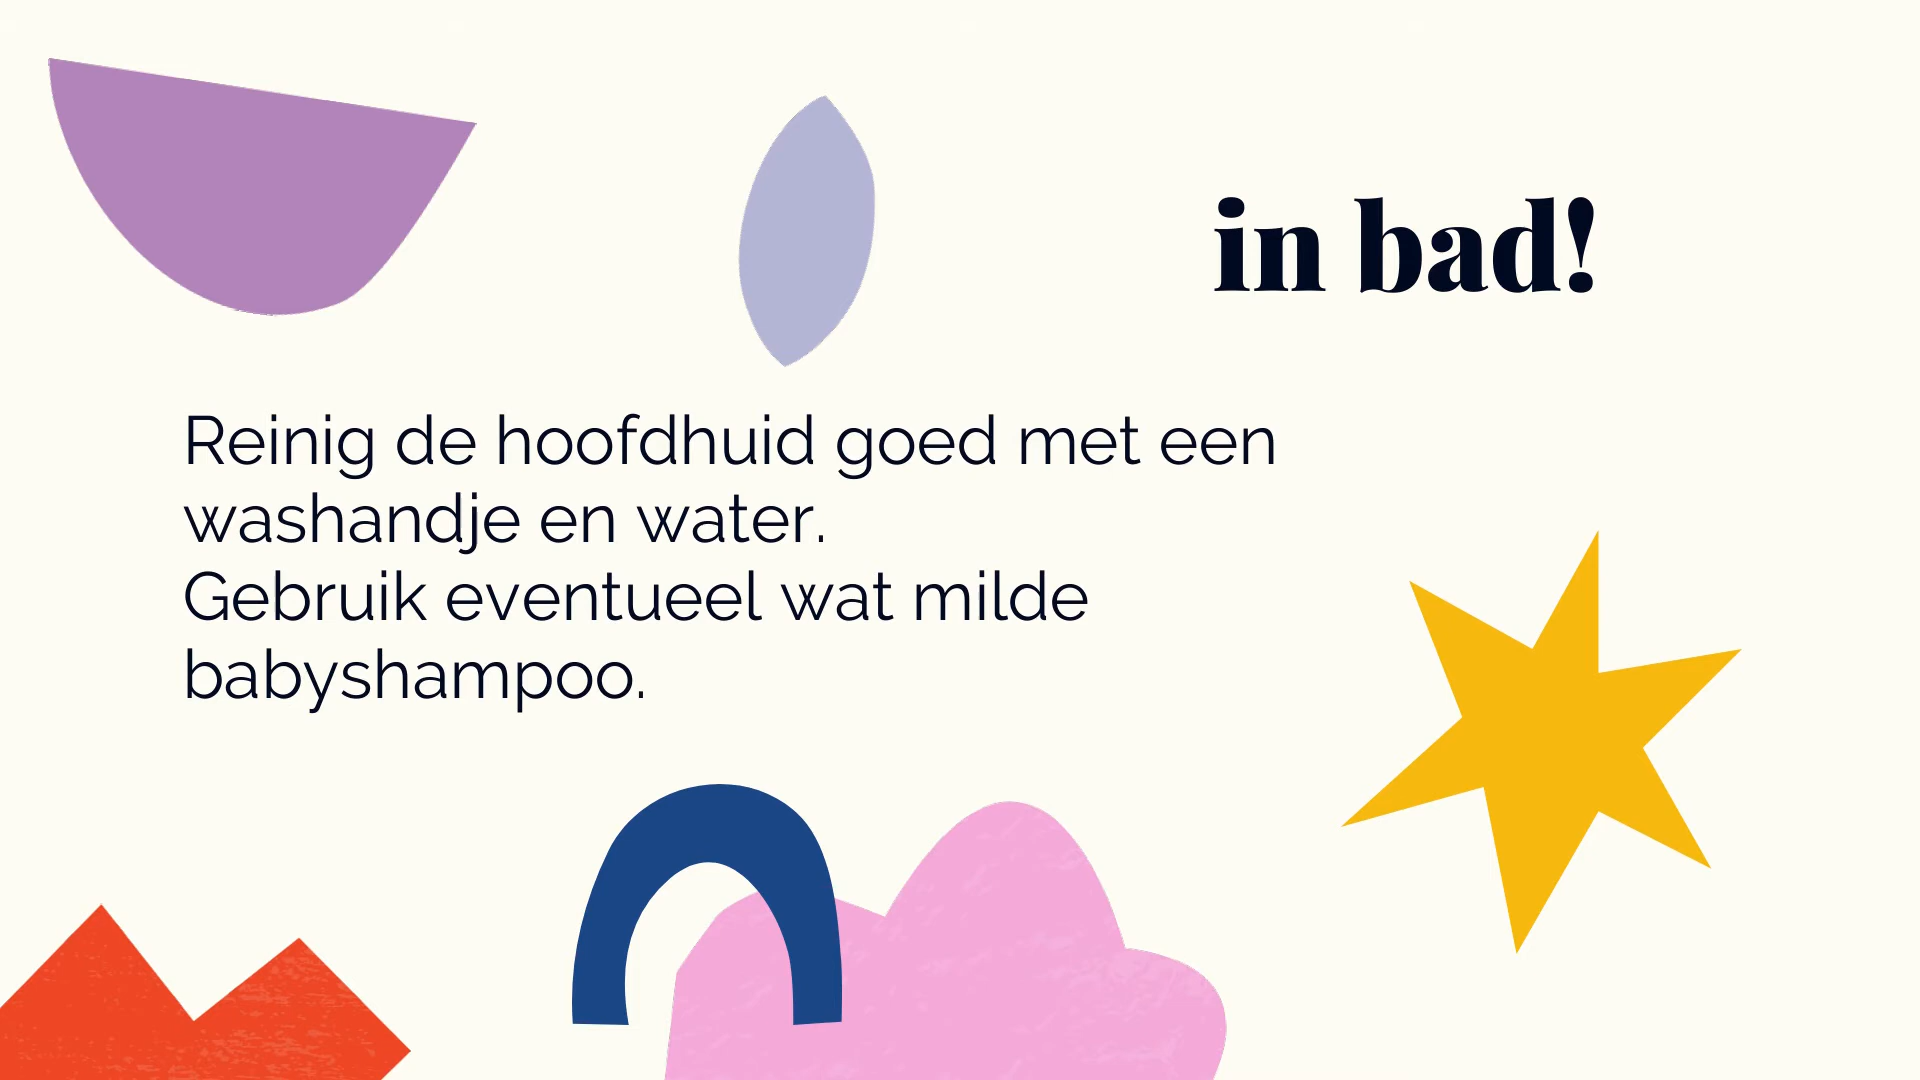 in bad!
Reinig de hoofdhuid goed met een
washandje en water.
Gebruik eventueel wat milde
babyshampoo.